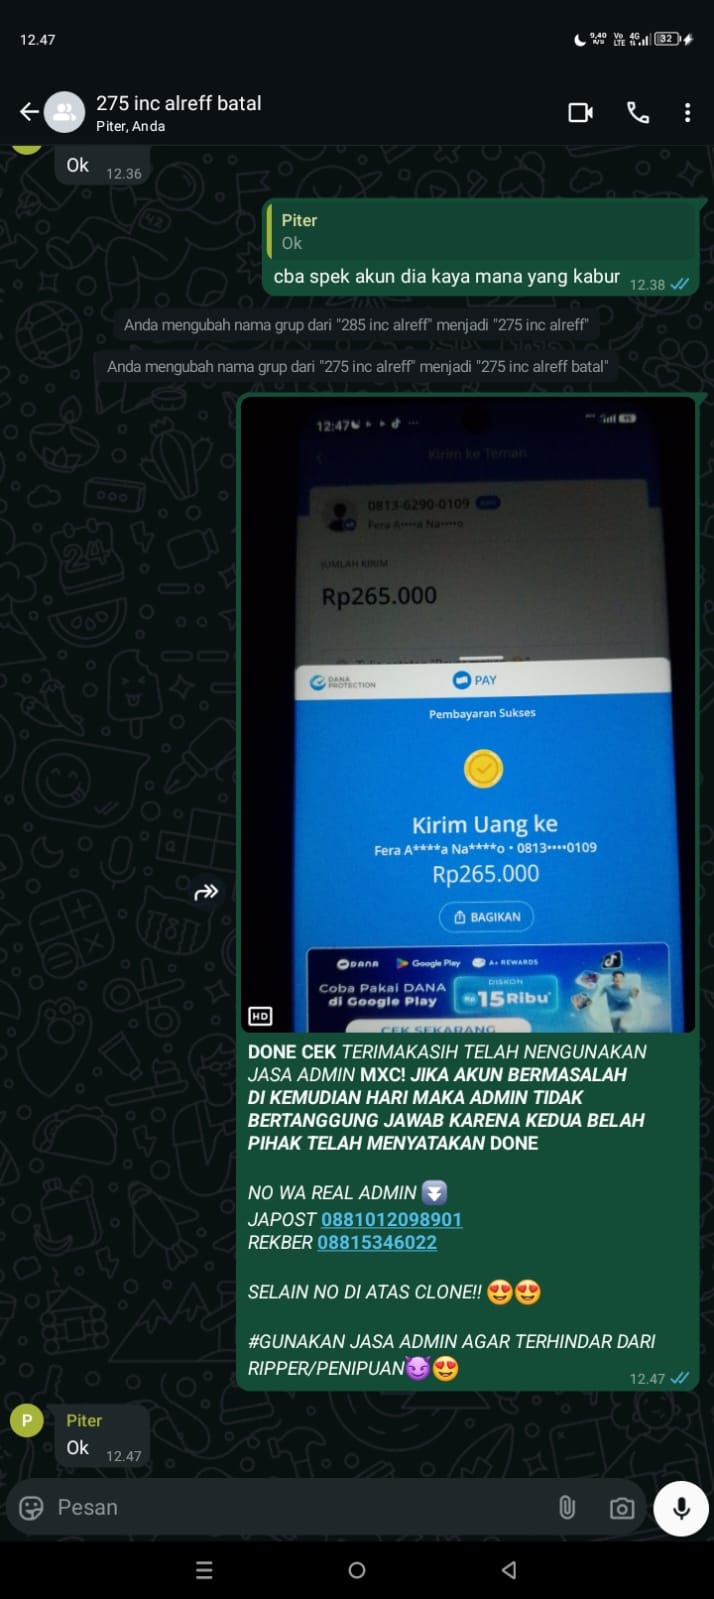 12.47
9,40
Vo
LTE
4G
32
275 inc alreff batal
Piter, Anda
Ok 12.36
Piter
Ok
cba spek akun dia kaya mana yang kabur 12.38
Anda mengubah nama grup dari "285 inc alreff" menjadi "275 inc alreff"
Anda mengubah nama grup dari "275 inc alreff" menjadi "275 inc alreff batal"
12:47
Kirim ke Teman
0813-6290-0109
Fera A••••a Na••••o
JUMLAH KIRIM
Rp265.000
DANA PROTECTION
PAY
Pembayaran Sukses
Kirim Uang ke
Fera A****a Na****o • 0813••••0109
Rp265.000
BAGIKAN
DANA Google Play A+ REWARDS
Coba Pakai DANA
di Google Play
DISKON
Rp15Ribu*
CEK SEKARANG
HD
DONE CEK TERIMAKASIH TELAH NENGUNAKAN
JASA ADMIN MXC! JIKA AKUN BERMASALAH
DI KEMUDIAN HARI MAKA ADMIN TIDAK
BERTANGGUNG JAWAB KARENA KEDUA BELAH
PIHAK TELAH MENYATAKAN DONE
NO WA REAL ADMIN ⏬
JAPOST 0881012098901
REKBER 08815346022
SELAIN NO DI ATAS CLONE!! 😍😍
#GUNAKAN JASA ADMIN AGAR TERHINDAR DARI
RIPPER/PENIPUAN😈😍
12.47
P
Piter
Ok 12.47
Pesan